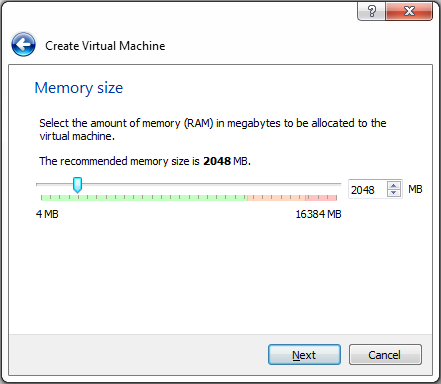 ?
Create Virtual Machine
Memory size
Select the amount of memory (RAM) in megabytes to be allocated to the
virtual machine.
The recommended memory size is 2048 MB.
2048 MB
4 MB 16384 MB
Next Cancel